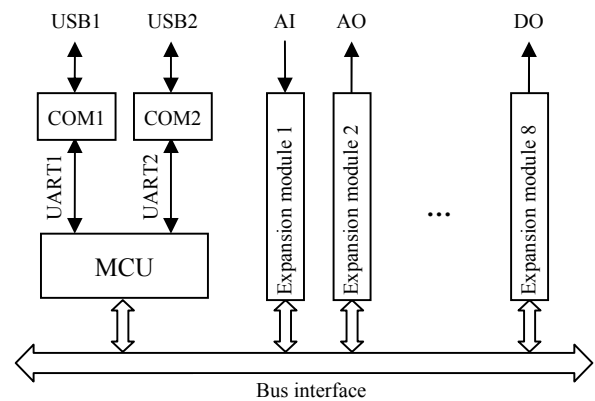 USB1 USB2 AI AO DO
COM1 COM2
UART1 UART2
MCU
Expansion module 1
Expansion module 2
...
Expansion module 8
Bus interface